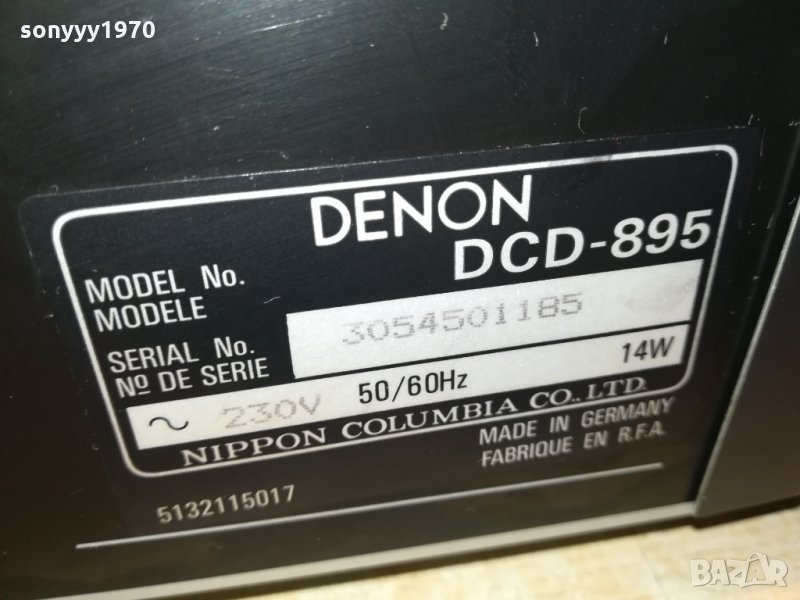 sonyyy1970
DENON
MODEL No. DCD-895
MODELE
SERIAL No. 3054501185
Nº DE SERIE
~ 230V 50/60Hz 14W
NIPPON COLUMBIA CO., LTD.
MADE IN GERMANY
FABRIQUE EN R.F.A.
5132115017
BAZAR